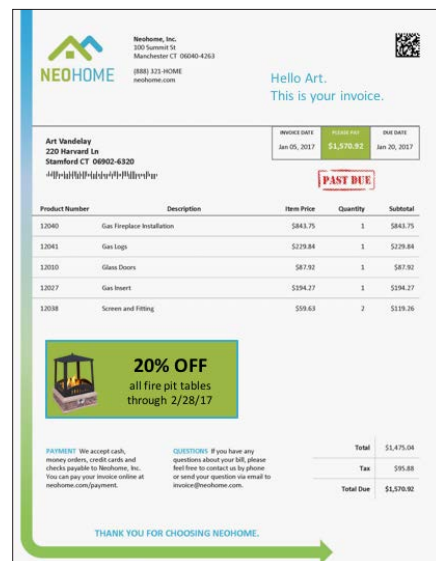 NEOHOME
Neohome, Inc.
100 Summit St
Manchester CT 06040-4263
(888) 321-HOME
neohome.com
Hello Art.
This is your invoice.
Art Vandelay
220 Harvard Ln
Stamford CT 06902-6320
INVOICE DATE PLEASE PAY DUE DATE
Jan 05, 2017 $1,570.92 Jan 20, 2017
PAST DUE
Product Number Description Item Price Quantity Subtotal
12040 Gas Fireplace Installation $843.75 1 $843.75
12041 Gas Logs $229.84 1 $229.84
12010 Glass Doors $87.92 1 $87.92
12027 Gas Insert $194.27 1 $194.27
12038 Screen and Fitting $59.63 2 $119.26
20% OFF
all fire pit tables
through 2/28/17
PAYMENT We accept cash,
money orders, credit cards and
checks payable to Neohome, Inc.
You can pay your invoice online at
neohome.com/payment.
QUESTIONS If you have any
questions about your bill, please
feel free to contact us by phone
or send your question via email to
invoice@neohome.com.
Total $1,475.04
Tax $95.88
Total Due $1,570.92
THANK YOU FOR CHOOSING NEOHOME.